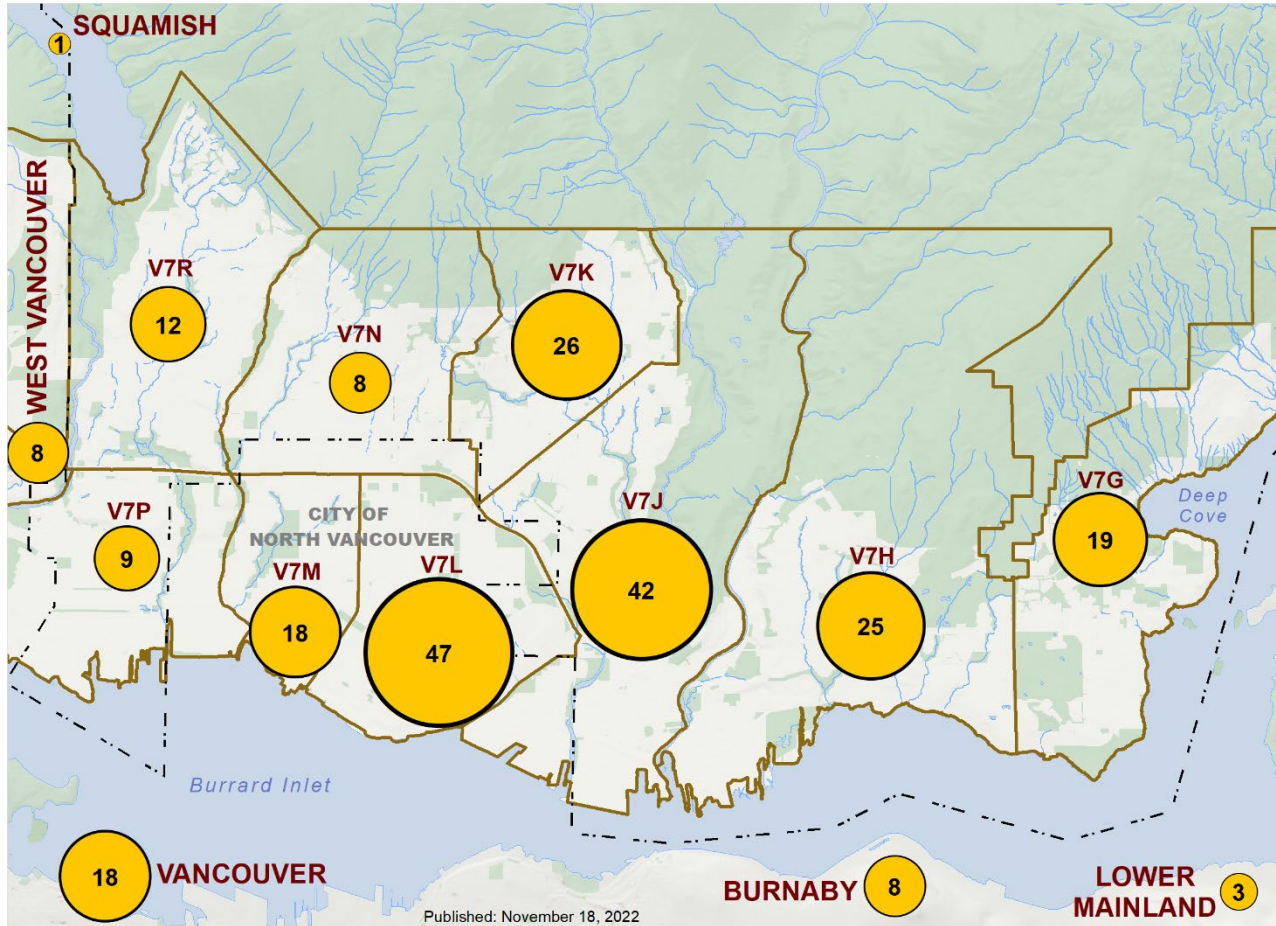 SQUAMISH
1
WEST VANCOUVER
8
V7R
12
V7N
8
V7K
26
V7P
9
CITY OF
NORTH VANCOUVER
V7M
18
V7L
47
V7J
42
V7H
25
V7G
19
Deep
Cove
Burrard Inlet
18
VANCOUVER
BURNABY
8
LOWER
MAINLAND
3
Published: November 18, 2022